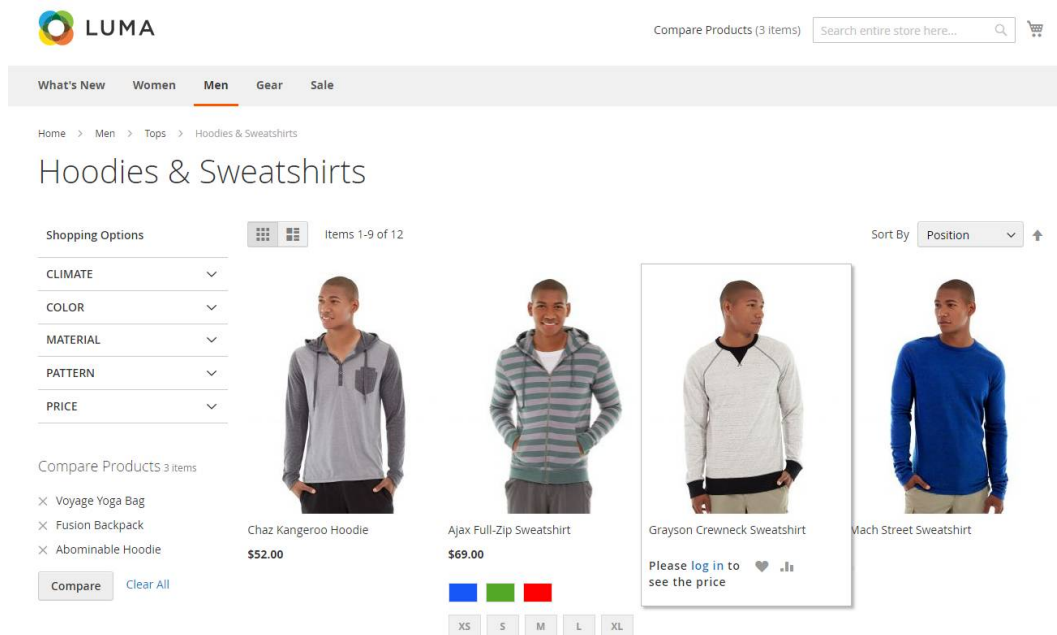 LUMA
Compare Products (3 items)
Search entire store here...
What's New Women Men Gear Sale
Home > Men > Tops > Hoodies & Sweatshirts
Hoodies & Sweatshirts
Shopping Options
Items 1-9 of 12
Sort By Position
CLIMATE
COLOR
MATERIAL
PATTERN
PRICE
Compare Products 3 items
Voyage Yoga Bag
Fusion Backpack
Abominable Hoodie
Compare Clear All
Chaz Kangeroo Hoodie
$52.00
Ajax Full-Zip Sweatshirt
$69.00
XS S M L XL
Grayson Crewneck Sweatshirt
Please log in to
see the price
Mach Street Sweatshirt